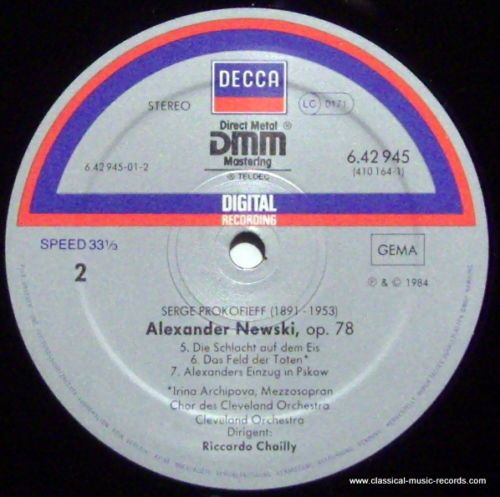 DECCA
STEREO
LC 0171
Direct Metal ®
DMM
Mastering
® TELDEC
6.42 945-01-2
6.42 945
(410 164-1)
DIGITAL
RECORDING
SPEED 33⅓
GEMA
2
℗ & © 1984
SERGE PROKOFIEFF (1891-1953)
Alexander Newski, op. 78
5. Die Schlacht auf dem Eis
6. Das Feld der Toten*
7. Alexanders Einzug in Pskow
*Irina Archipova, Mezzosopran
Chor des Cleveland Orchestra
Cleveland Orchestra
Dirigent:
Riccardo Chailly
www.classical-music-records.com